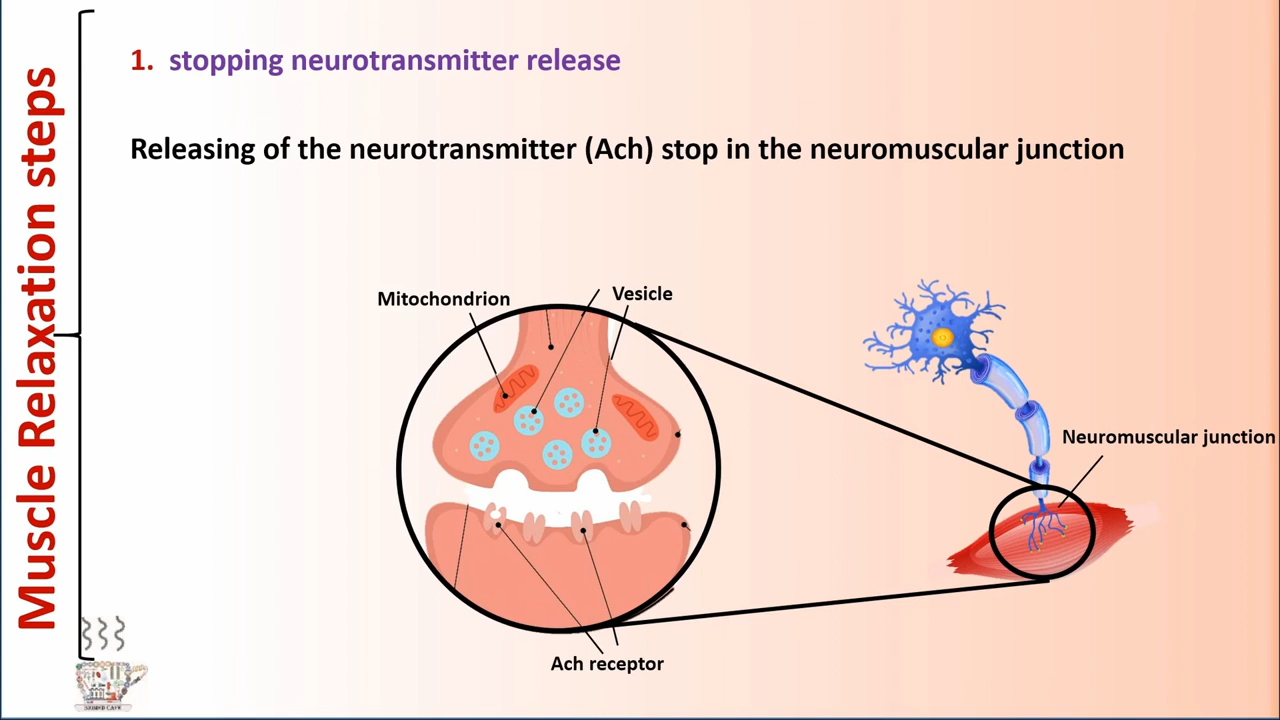 Muscle Relaxation steps
1. stopping neurotransmitter release
Releasing of the neurotransmitter (Ach) stop in the neuromuscular junction
Mitochondrion
Vesicle
Neuromuscular junction
Ach receptor